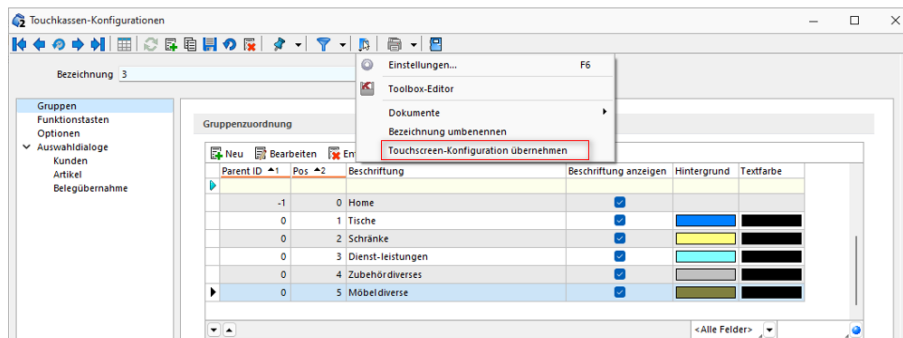 Touchkassen-Konfigurationen
Bezeichnung 3
Einstellungen... F6
Toolbox-Editor
Dokumente
Bezeichnung umbenennen
Touchscreen-Konfiguration übernehmen
Gruppen
Funktionstasten
Optionen
Auswahldialoge
Kunden
Artikel
Belegübernahme
Gruppenzuordnung
Neu Bearbeiten
Parent ID 1 Pos 2 Beschriftung Beschriftung anzeigen Hintergrund Textfarbe
-1 0 Home
0 1 Tische
0 2 Schränke
0 3 Dienst-leistungen
0 4 Zubehördiverses
0 5 Möbeldiverse
<Alle Felder>